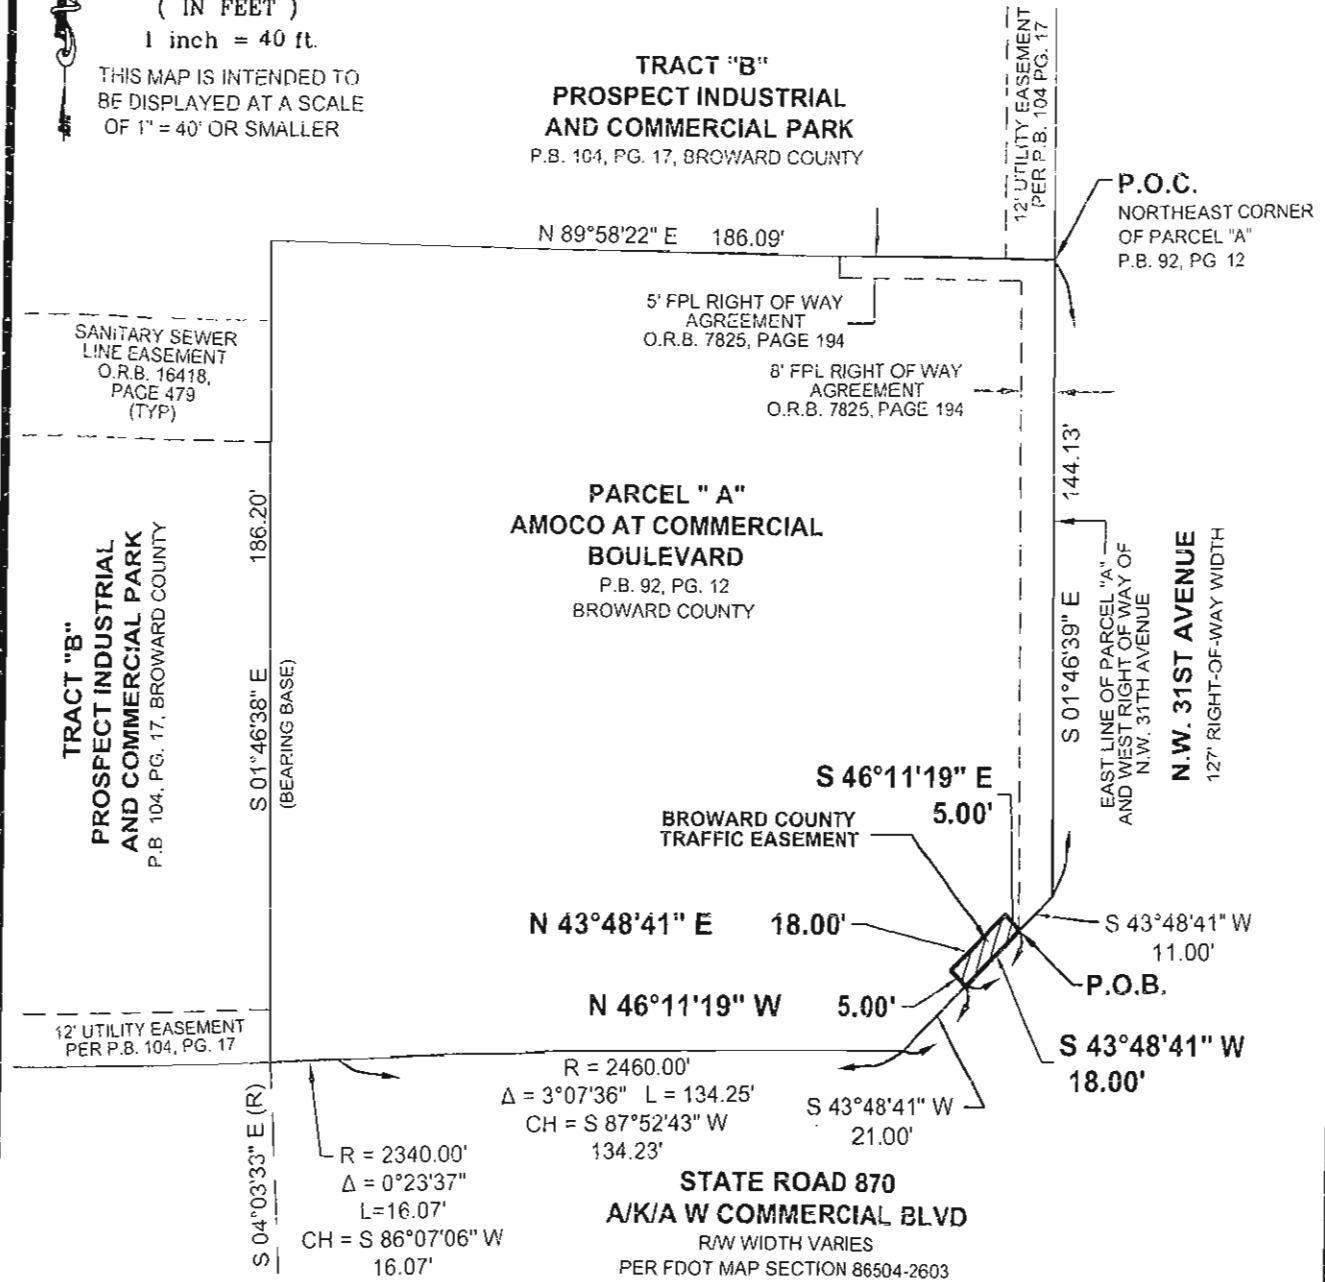 ( IN FEET )
1 inch = 40 ft.
THIS MAP IS INTENDED TO
BE DISPLAYED AT A SCALE
OF 1" = 40' OR SMALLER
TRACT "B"
PROSPECT INDUSTRIAL
AND COMMERCIAL PARK
P.B. 104, PG. 17, BROWARD COUNTY
12' UTILITY EASEMENT
PER P.B. 104 PG. 17
P.O.C.
NORTHEAST CORNER
OF PARCEL "A"
P.B. 92, PG 12
N 89°58'22" E 186.09'
5' FPL RIGHT OF WAY
AGREEMENT
O.R.B. 7825, PAGE 194
8' FPL RIGHT OF WAY
AGREEMENT
O.R.B. 7825, PAGE 194
SANITARY SEWER
LINE EASEMENT
O.R.B. 16418,
PAGE 479
(TYP)
TRACT "B"
PROSPECT INDUSTRIAL
AND COMMERCIAL PARK
P.B 104, PG. 17, BROWARD COUNTY
S 01°46'38" E 186.20'
(BEARING BASE)
PARCEL " A"
AMOCO AT COMMERCIAL
BOULEVARD
P.B. 92, PG. 12
BROWARD COUNTY
S 01°46'39" E 144.13'
EAST LINE OF PARCEL "A"
AND WEST RIGHT OF WAY OF
N.W. 31TH AVENUE
N.W. 31ST AVENUE
127' RIGHT-OF-WAY WIDTH
S 46°11'19" E
5.00'
BROWARD COUNTY
TRAFFIC EASEMENT
N 43°48'41" E 18.00'
S 43°48'41" W
11.00'
P.O.B.
N 46°11'19" W 5.00'
S 43°48'41" W
18.00'
12' UTILITY EASEMENT
PER P.B. 104, PG. 17
R = 2460.00'
Δ = 3°07'36" L = 134.25'
CH = S 87°52'43" W
134.23'
S 43°48'41" W
21.00'
S 04°03'33" E (R)
R = 2340.00'
Δ = 0°23'37"
L=16.07'
CH = S 86°07'06" W
16.07'
STATE ROAD 870
A/K/A W COMMERCIAL BLVD
R/W WIDTH VARIES
PER FDOT MAP SECTION 86504-2603